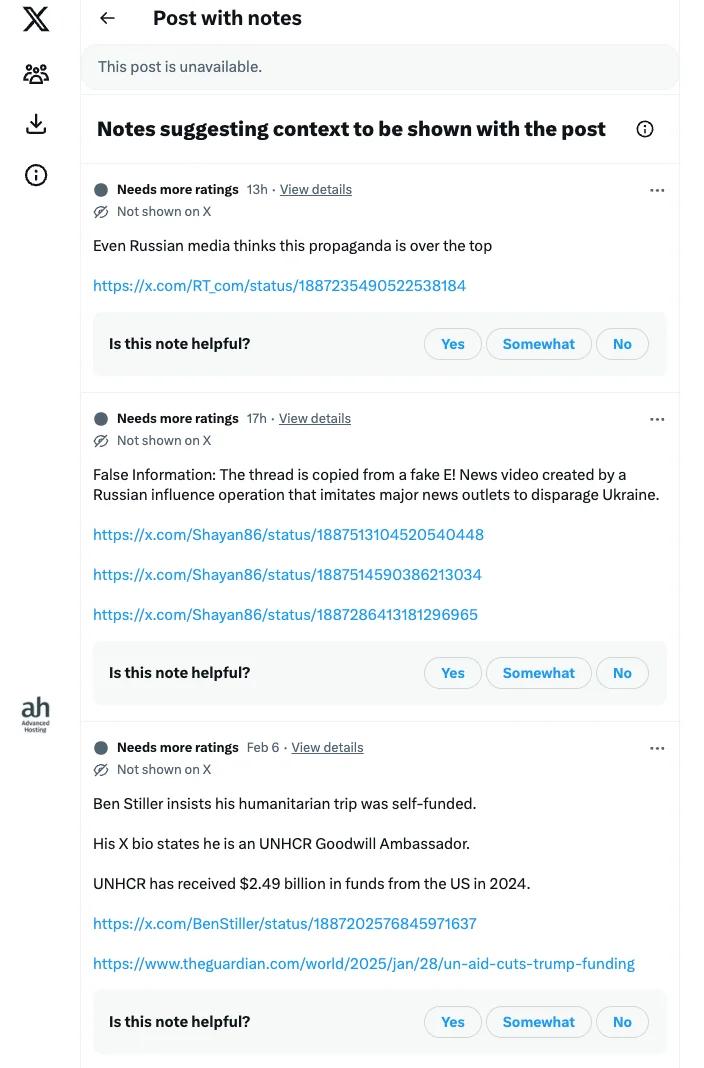 Post with notes
This post is unavailable.
Notes suggesting context to be shown with the post
Needs more ratings 13h · View details
Not shown on X
Even Russian media thinks this propaganda is over the top
https://x.com/RT_com/status/1887235490522538184
Is this note helpful? Yes Somewhat No
Needs more ratings 17h · View details
Not shown on X
False Information: The thread is copied from a fake E! News video created by a
Russian influence operation that imitates major news outlets to disparage Ukraine.
https://x.com/Shayan86/status/1887513104520540448
https://x.com/Shayan86/status/1887514590386213034
https://x.com/Shayan86/status/1887286413181296965
Is this note helpful? Yes Somewhat No
ah
Advanced
Hosting
Needs more ratings Feb 6 · View details
Not shown on X
Ben Stiller insists his humanitarian trip was self-funded.
His X bio states he is an UNHCR Goodwill Ambassador.
UNHCR has received $2.49 billion in funds from the US in 2024.
https://x.com/BenStiller/status/1887202576845971637
https://www.theguardian.com/world/2025/jan/28/un-aid-cuts-trump-funding
Is this note helpful? Yes Somewhat No